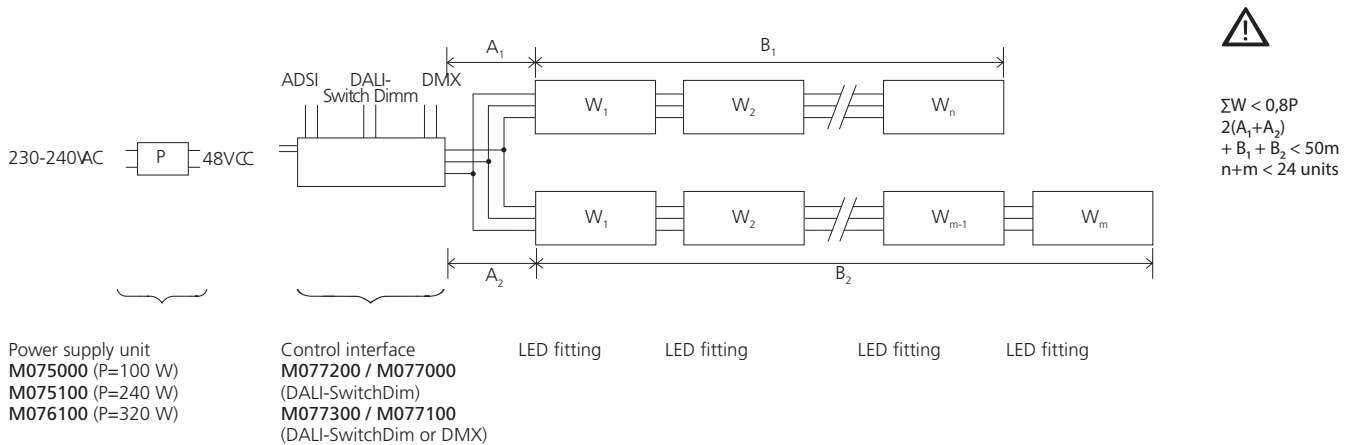 A₁
B₁
ADSI
DALI-
Switch Dimm
DMX
W₁
W₂
Wₙ
∑W < 0,8P
2(A₁+A₂)
+ B₁ + B₂ < 50m
n+m < 24 units
230-240VAC
P
48VCC
W₁
W₂
Wₘ₋₁
Wₘ
A₂
B₂
Power supply unit
M075000 (P=100 W)
M075100 (P=240 W)
M076100 (P=320 W)
Control interface
M077200 / M077000
(DALI-SwitchDim)
M077300 / M077100
(DALI-SwitchDim or DMX)
LED fitting
LED fitting
LED fitting
LED fitting